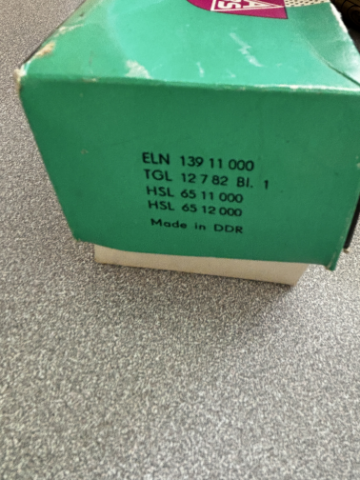 ELN 139 11 000
TGL 12 7 82 Bl. 1
HSL 65 11 000
HSL 65 12 000
Made in DDR